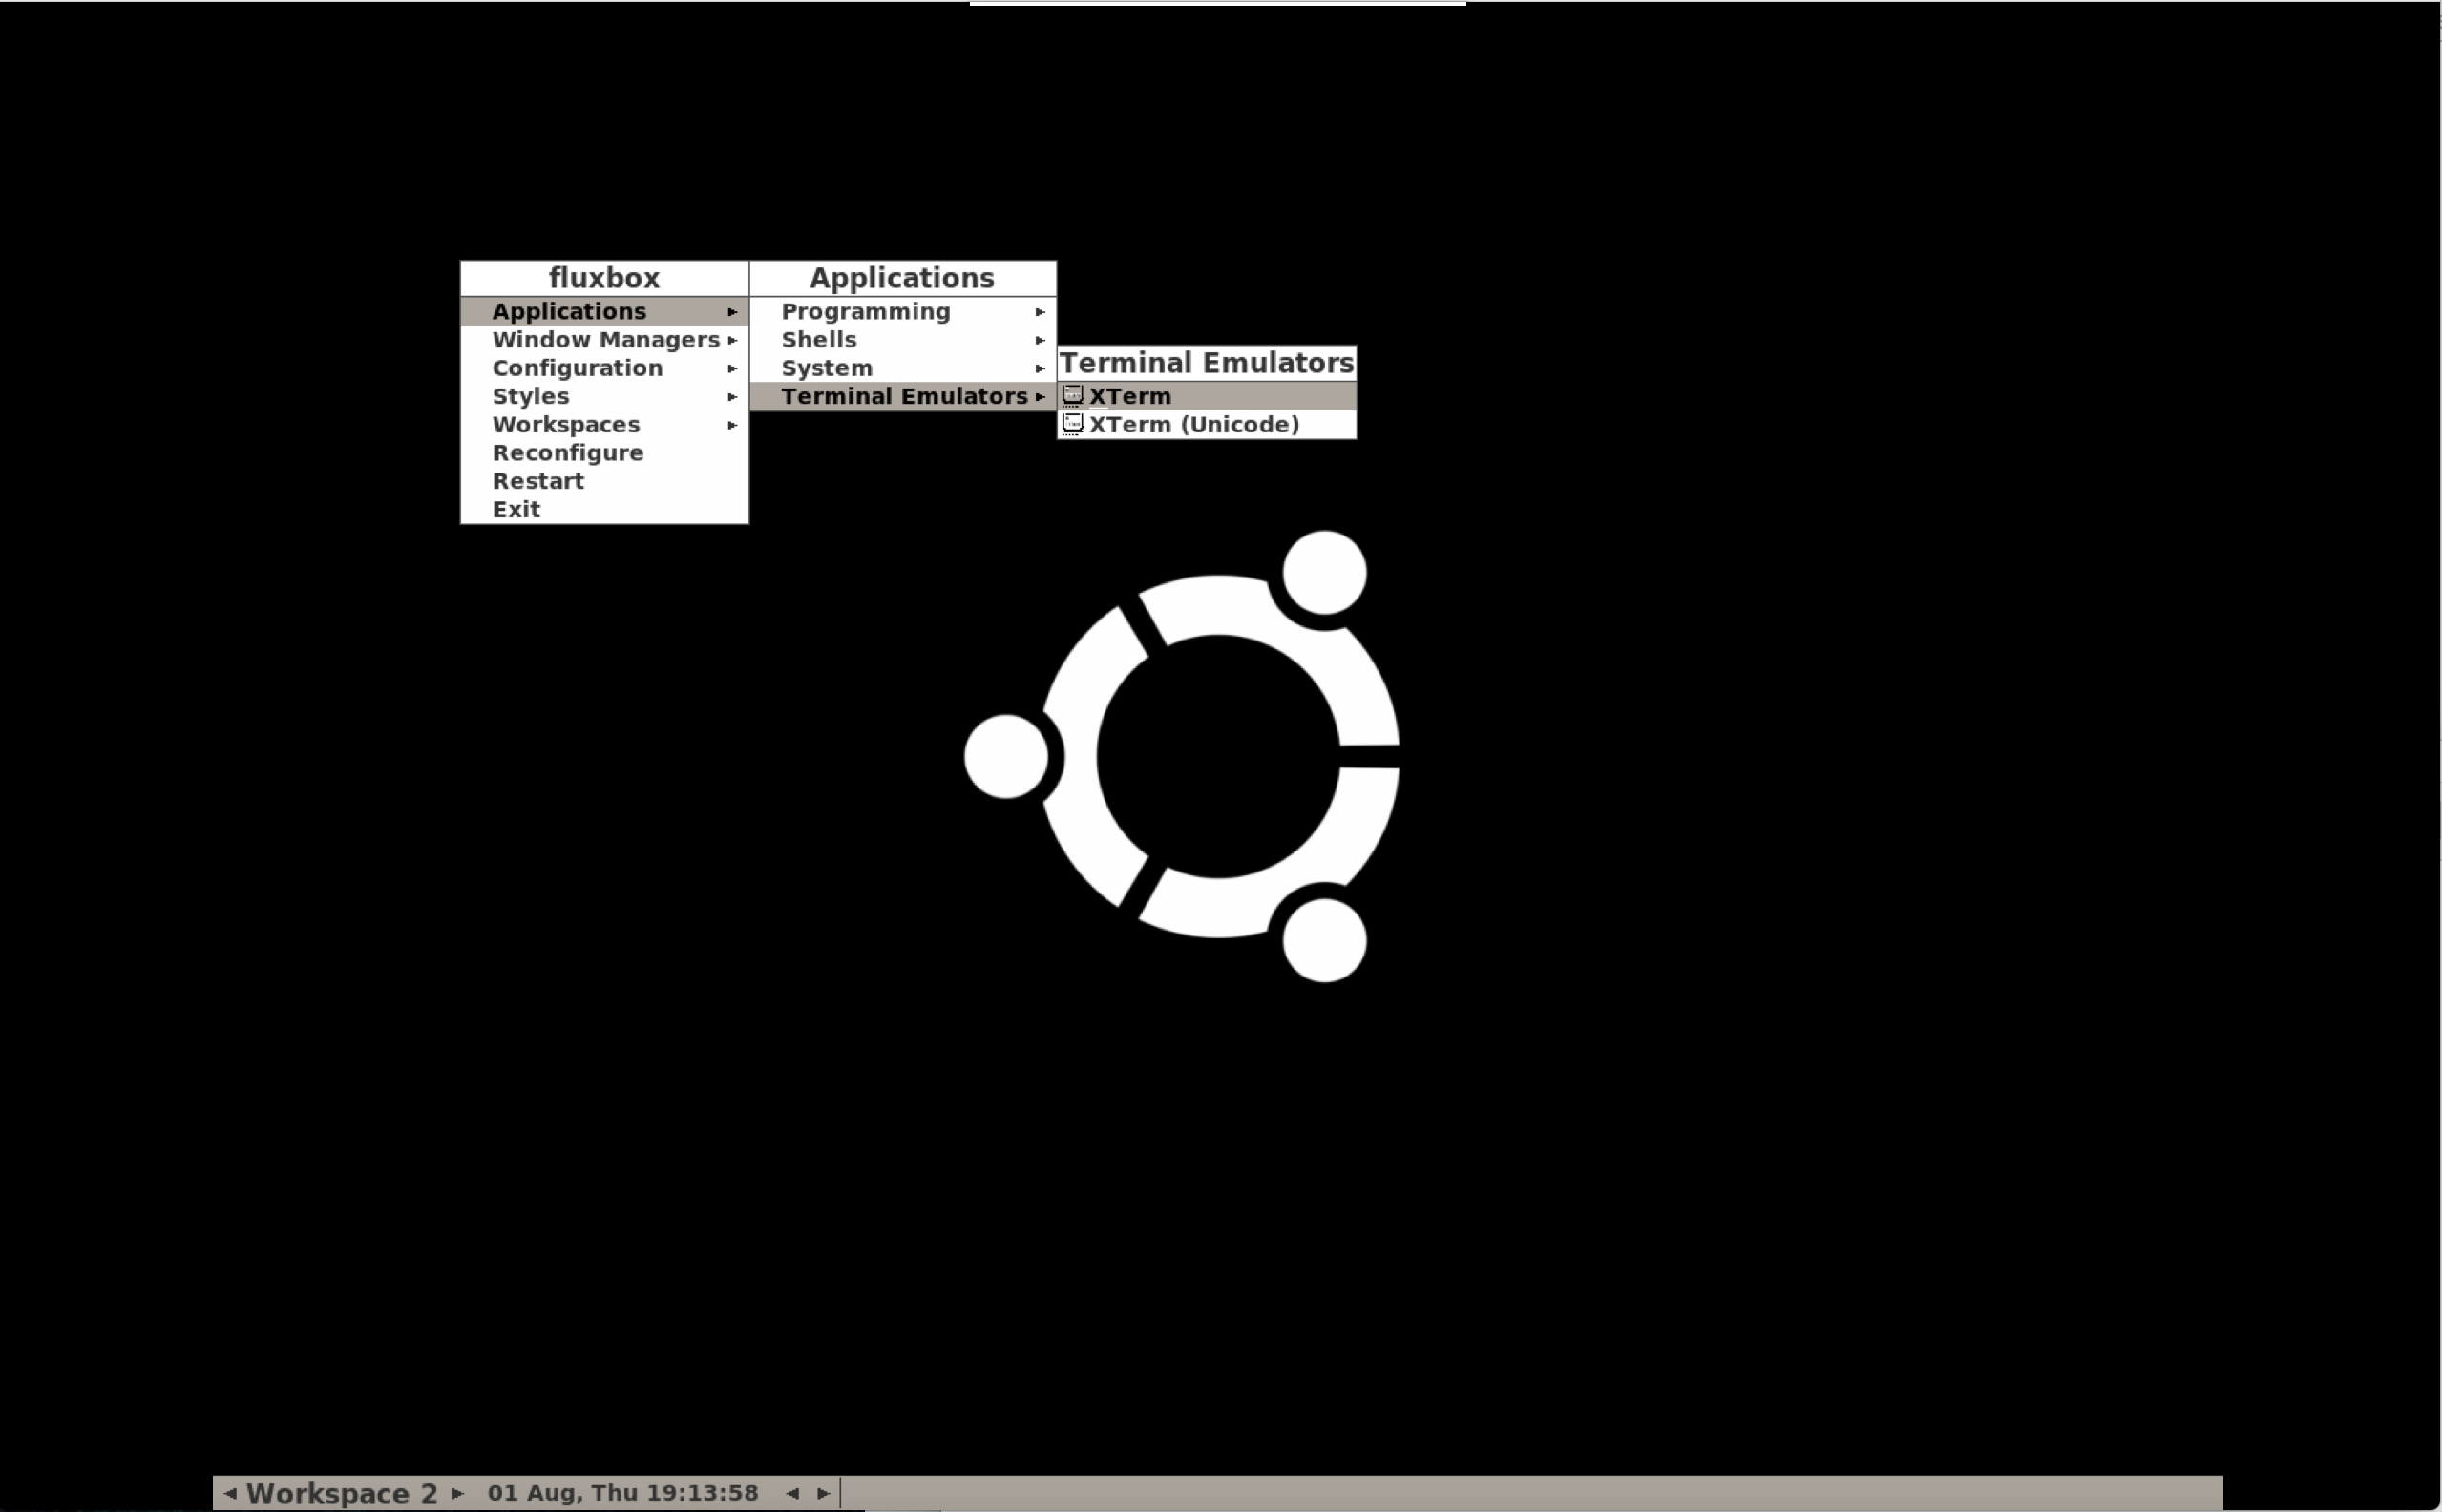 fluxbox
Applications
Window Managers
Configuration
Styles
Workspaces
Reconfigure
Restart
Exit
Applications
Programming
Shells
System
Terminal Emulators
Terminal Emulators
XTerm
XTerm (Unicode)
Workspace 2 01 Aug, Thu 19:13:58